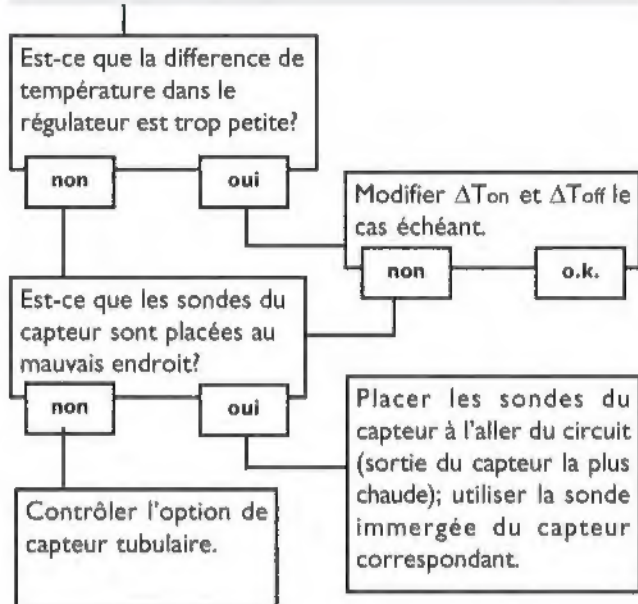 Est-ce que la difference de
température dans le
régulateur est trop petite?
non
oui
Modifier ΔTon et ΔToff le
cas échéant.
non
o.k.
Est-ce que les sondes du
capteur sont placées au
mauvais endroit?
non
oui
Placer les sondes du
capteur à l'aller du circuit
(sortie du capteur la plus
chaude); utiliser la sonde
immergée du capteur
correspondant.
Contrôler l'option de
capteur tubulaire.